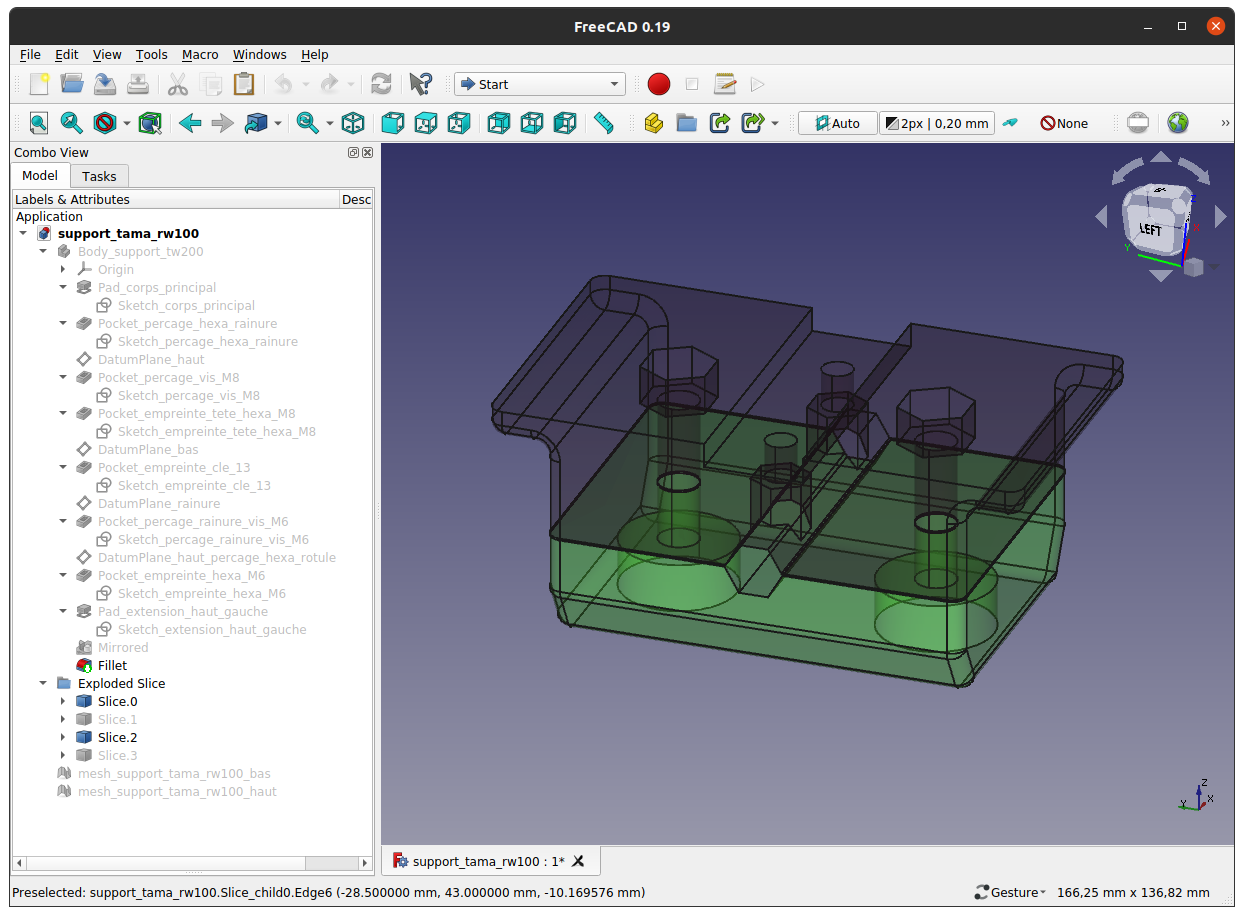 FreeCAD 0.19
File Edit View Tools Macro Windows Help
Start
Auto 2px | 0,20 mm None »
Combo View
Model Tasks
Labels & Attributes Desc
Application
support_tama_rw100
Body_support_tw200
Origin
Pad_corps_principal
Sketch_corps_principal
Pocket_percage_hexa_rainure
Sketch_percage_hexa_rainure
DatumPlane_haut
Pocket_percage_vis_M8
Sketch_percage_vis_M8
Pocket_empreinte_tete_hexa_M8
Sketch_empreinte_tete_hexa_M8
DatumPlane_bas
Pocket_empreinte_cle_13
Sketch_empreinte_cle_13
DatumPlane_rainure
Pocket_percage_rainure_vis_M6
Sketch_percage_rainure_vis_M6
DatumPlane_haut_percage_hexa_rotule
Pocket_empreinte_hexa_M6
Sketch_empreinte_hexa_M6
Pad_extension_haut_gauche
Sketch_extension_haut_gauche
Mirrored
Fillet
Exploded Slice
Slice.0
Slice.1
Slice.2
Slice.3
mesh_support_tama_rw100_bas
mesh_support_tama_rw100_haut
LEFT
Z
X
Y
Z
Y X
support_tama_rw100 : 1*
Preselected: support_tama_rw100.Slice_child0.Edge6 (-28.500000 mm, 43.000000 mm, -10.169576 mm) Gesture 166,25 mm x 136,82 mm